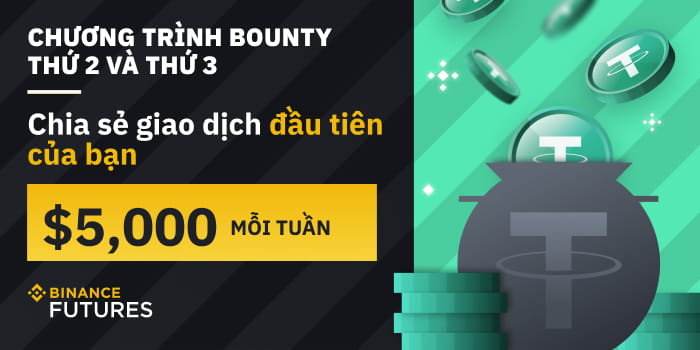 CHƯƠNG TRÌNH BOUNTY
THỨ 2 VÀ THỨ 3
Chia sẻ giao dịch đầu tiên
của bạn
$5,000 MỖI TUẦN
BINANCE
FUTURES